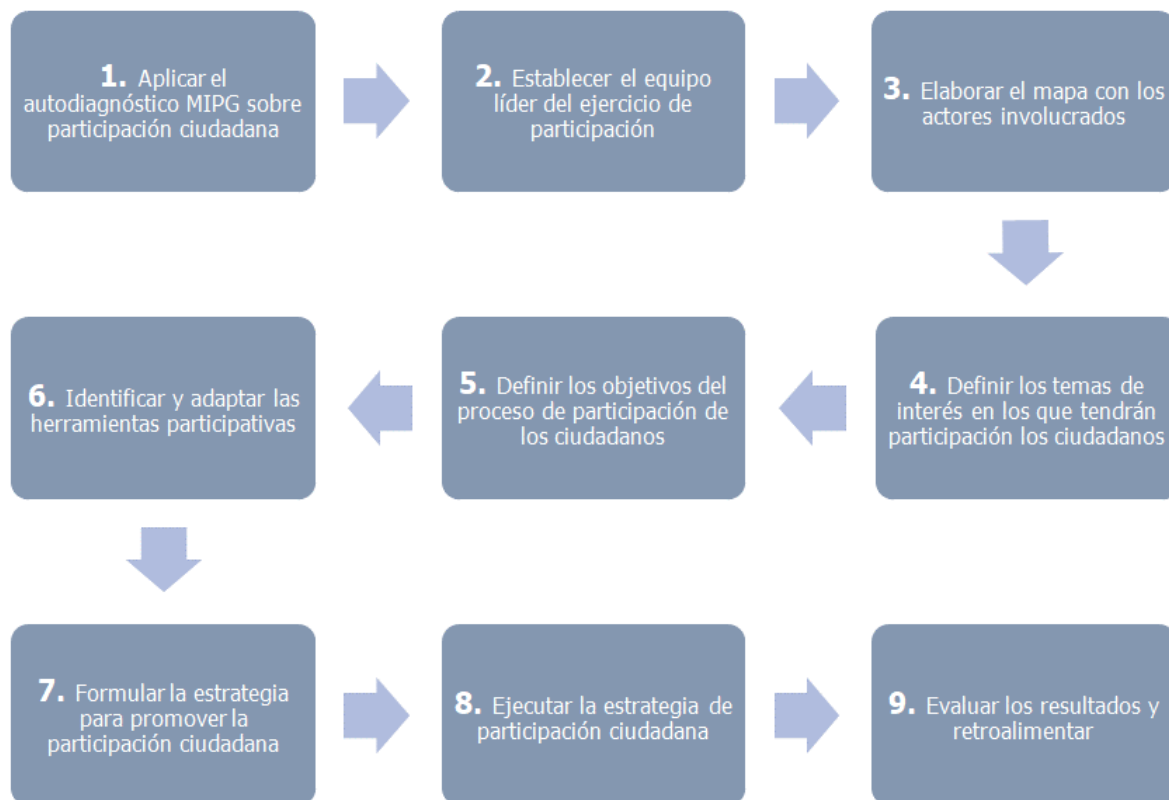 1. Aplicar el
autodiagnóstico MIPG sobre
participación ciudadana
2. Establecer el equipo
líder del ejercicio de
participación
3. Elaborar el mapa con los
actores involucrados
4. Definir los temas de
interés en los que tendrán
participación los ciudadanos
5. Definir los objetivos del
proceso de participación de
los ciudadanos
6. Identificar y adaptar las
herramientas participativas
7. Formular la estrategia
para promover la
participación ciudadana
8. Ejecutar la estrategia de
participación ciudadana
9. Evaluar los resultados y
retroalimentar